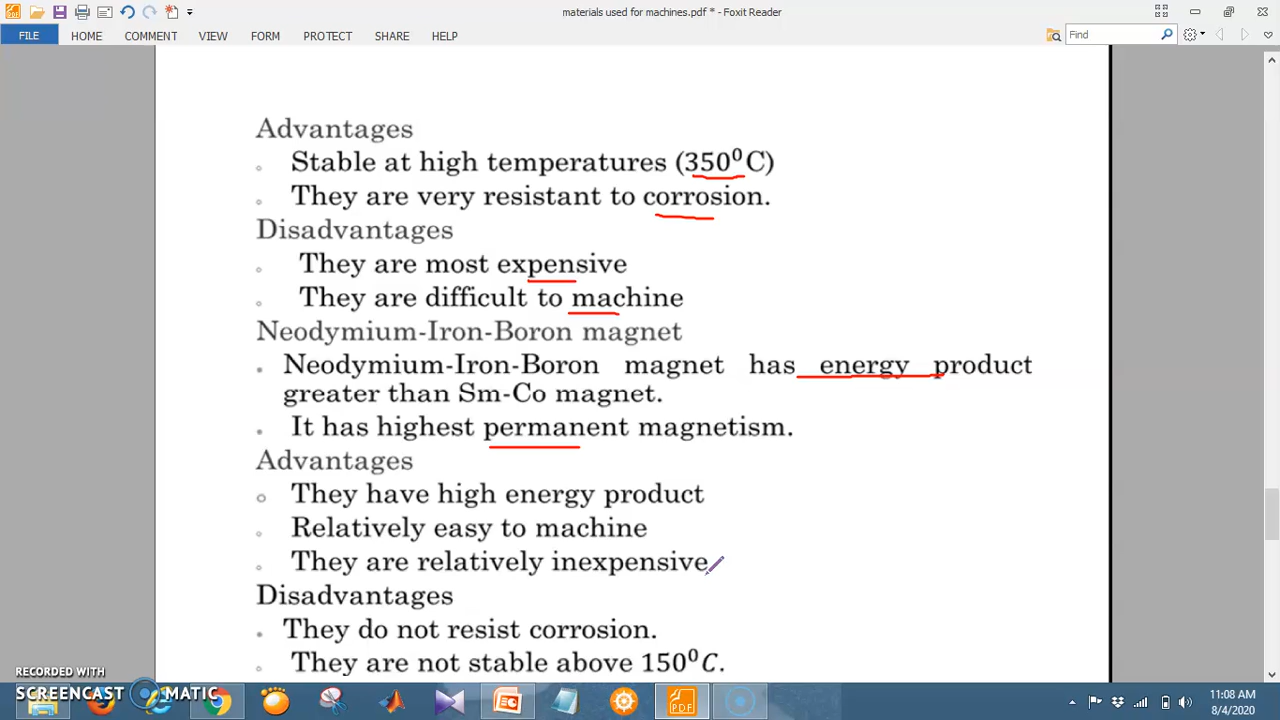 materials used for machines.pdf * - Foxit Reader
FILE HOME COMMENT VIEW FORM PROTECT SHARE HELP
Find
Advantages
Stable at high temperatures (350⁰C)
They are very resistant to corrosion.
Disadvantages
They are most expensive
They are difficult to machine
Neodymium-Iron-Boron magnet
Neodymium-Iron-Boron magnet has energy product
greater than Sm-Co magnet.
It has highest permanent magnetism.
Advantages
They have high energy product
Relatively easy to machine
They are relatively inexpensive
Disadvantages
They do not resist corrosion.
They are not stable above 150⁰C.
RECORDED WITH
SCREENCAST MATIC
PDF
11:08 AM
8/4/2020